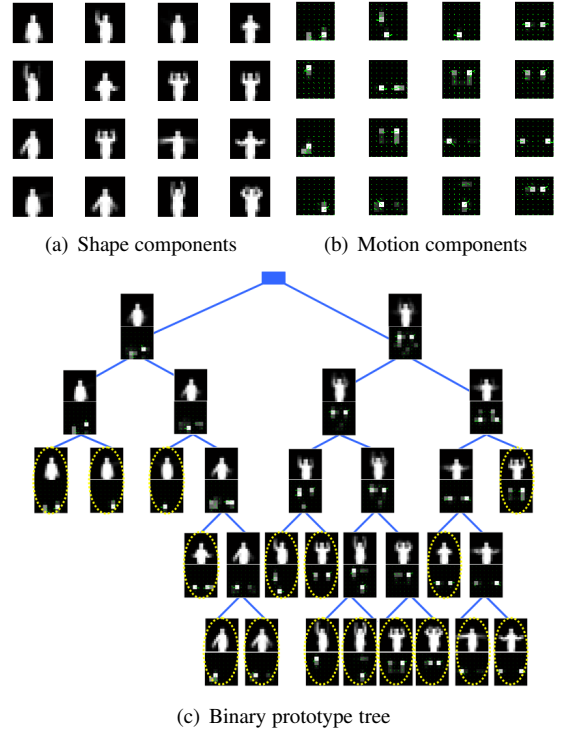 (a) Shape components
(b) Motion components
(c) Binary prototype tree